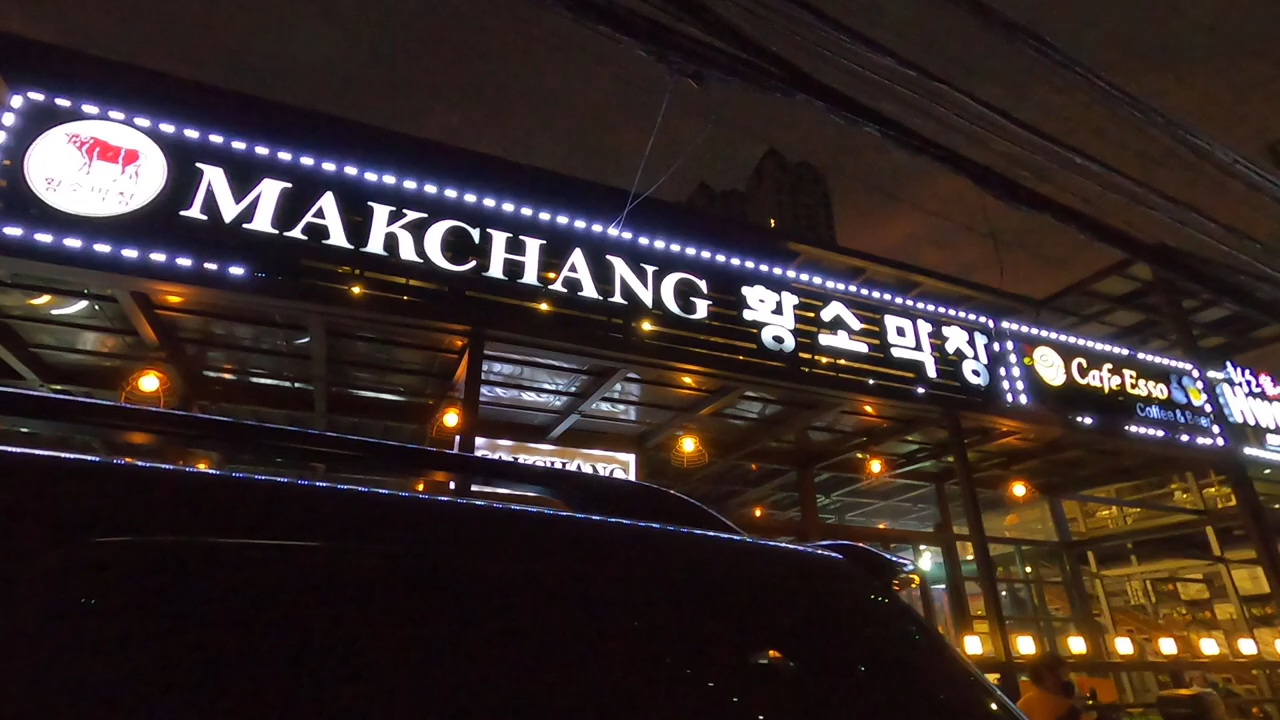 황소막창
MAKCHANG 황소막창
Cafe Esso
Coffee & Beer
MAKCHANG